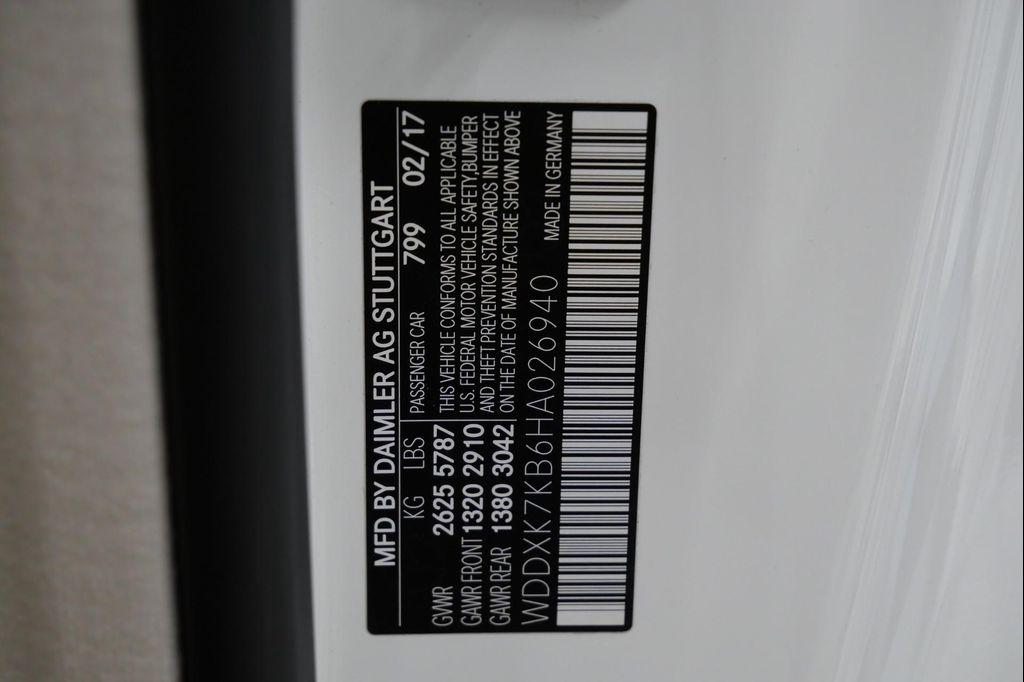 MFD BY DAIMLER AG STUTTGART
KG LBS PASSENGER CAR 799 02/17
GVWR 2625 5787 THIS VEHICLE CONFORMS TO ALL APPLICABLE
GAWR FRONT 1320 2910 U.S. FEDERAL MOTOR VEHICLE SAFETY,BUMPER
GAWR REAR 1380 3042 AND THEFT PREVENTION STANDARDS IN EFFECT
ON THE DATE OF MANUFACTURE SHOWN ABOVE
WDDXK7KB6HA026940 MADE IN GERMANY